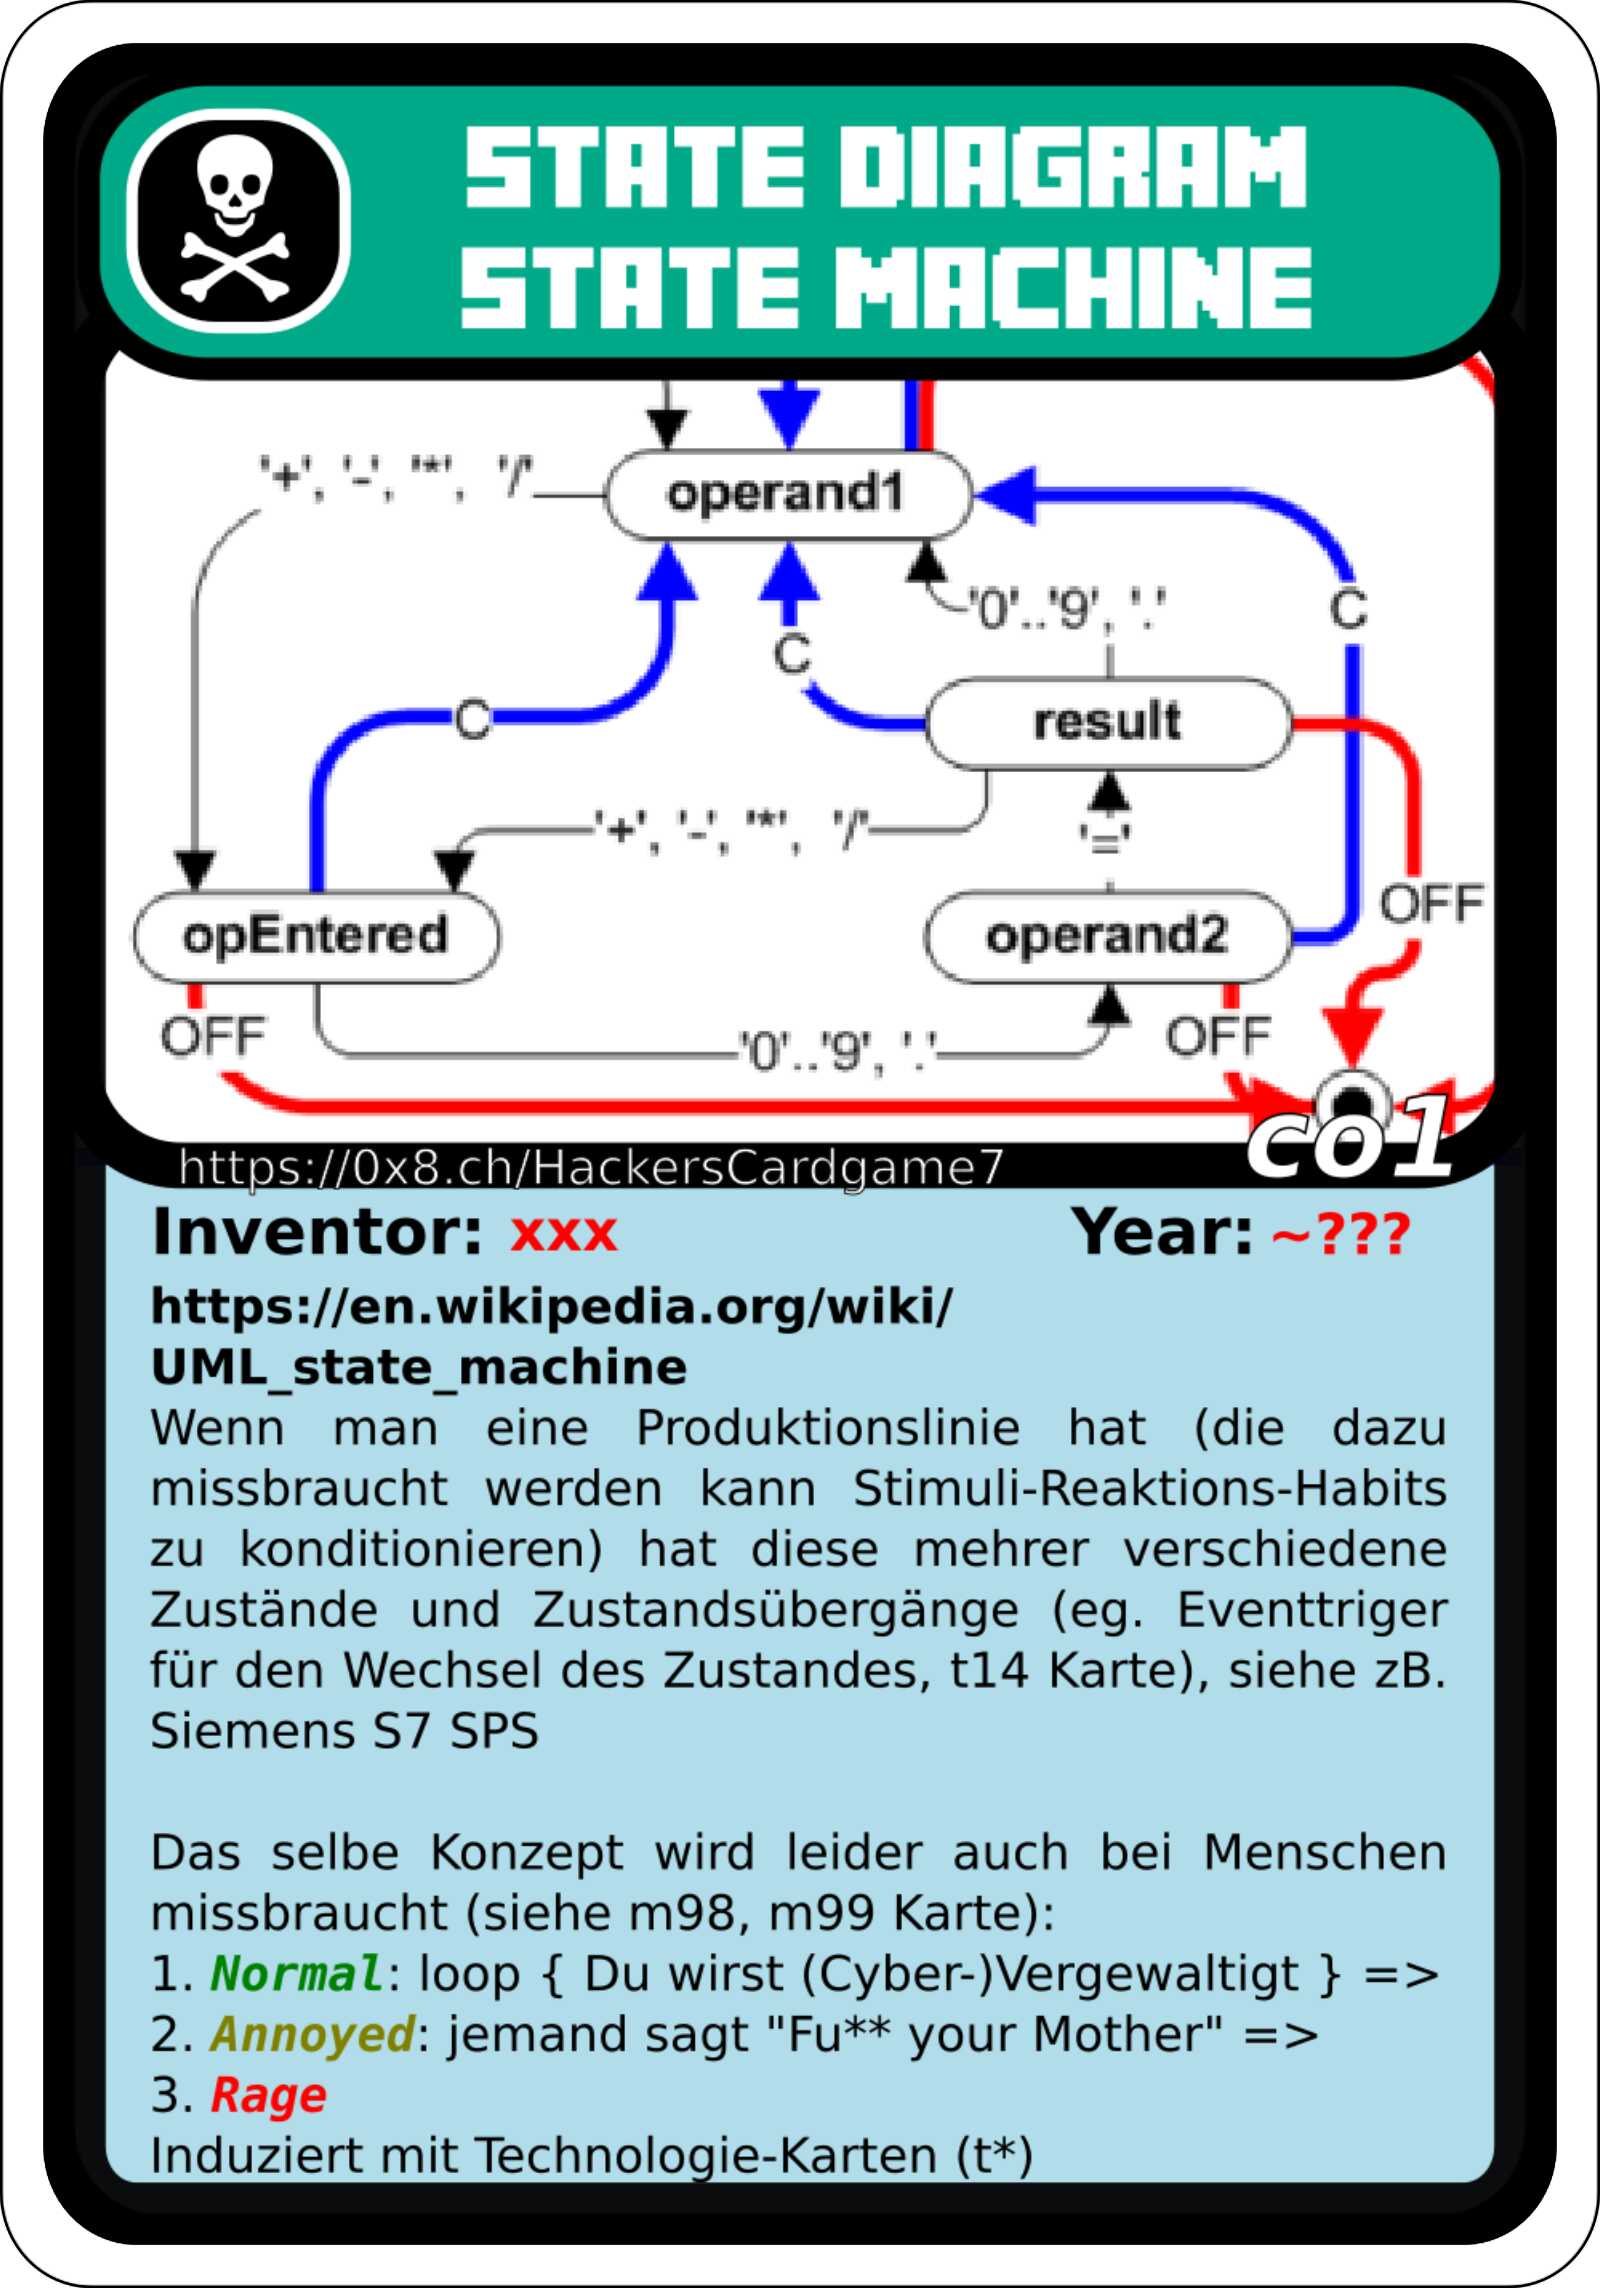 STATE DIAGRAM
STATE MACHINE
'+', '-', '*', '/'
operand1
'0'..'9', '.'
C
C
C
result
'+', '-', '*', '/'
'='
OFF
opEntered
operand2
OFF
'0'..'9', '.'
OFF
co1
https://0x8.ch/HackersCardgame7
Inventor: xxx Year: ~???
https://en.wikipedia.org/wiki/
UML_state_machine
Wenn man eine Produktionslinie hat (die dazu
missbraucht werden kann Stimuli-Reaktions-Habits
zu konditionieren) hat diese mehrer verschiedene
Zustände und Zustandsübergänge (eg. Eventtriger
für den Wechsel des Zustandes, t14 Karte), siehe zB.
Siemens S7 SPS
Das selbe Konzept wird leider auch bei Menschen
missbraucht (siehe m98, m99 Karte):
1. Normal: loop { Du wirst (Cyber-)Vergewaltigt } =>
2. Annoyed: jemand sagt "Fu** your Mother" =>
3. Rage
Induziert mit Technologie-Karten (t*)